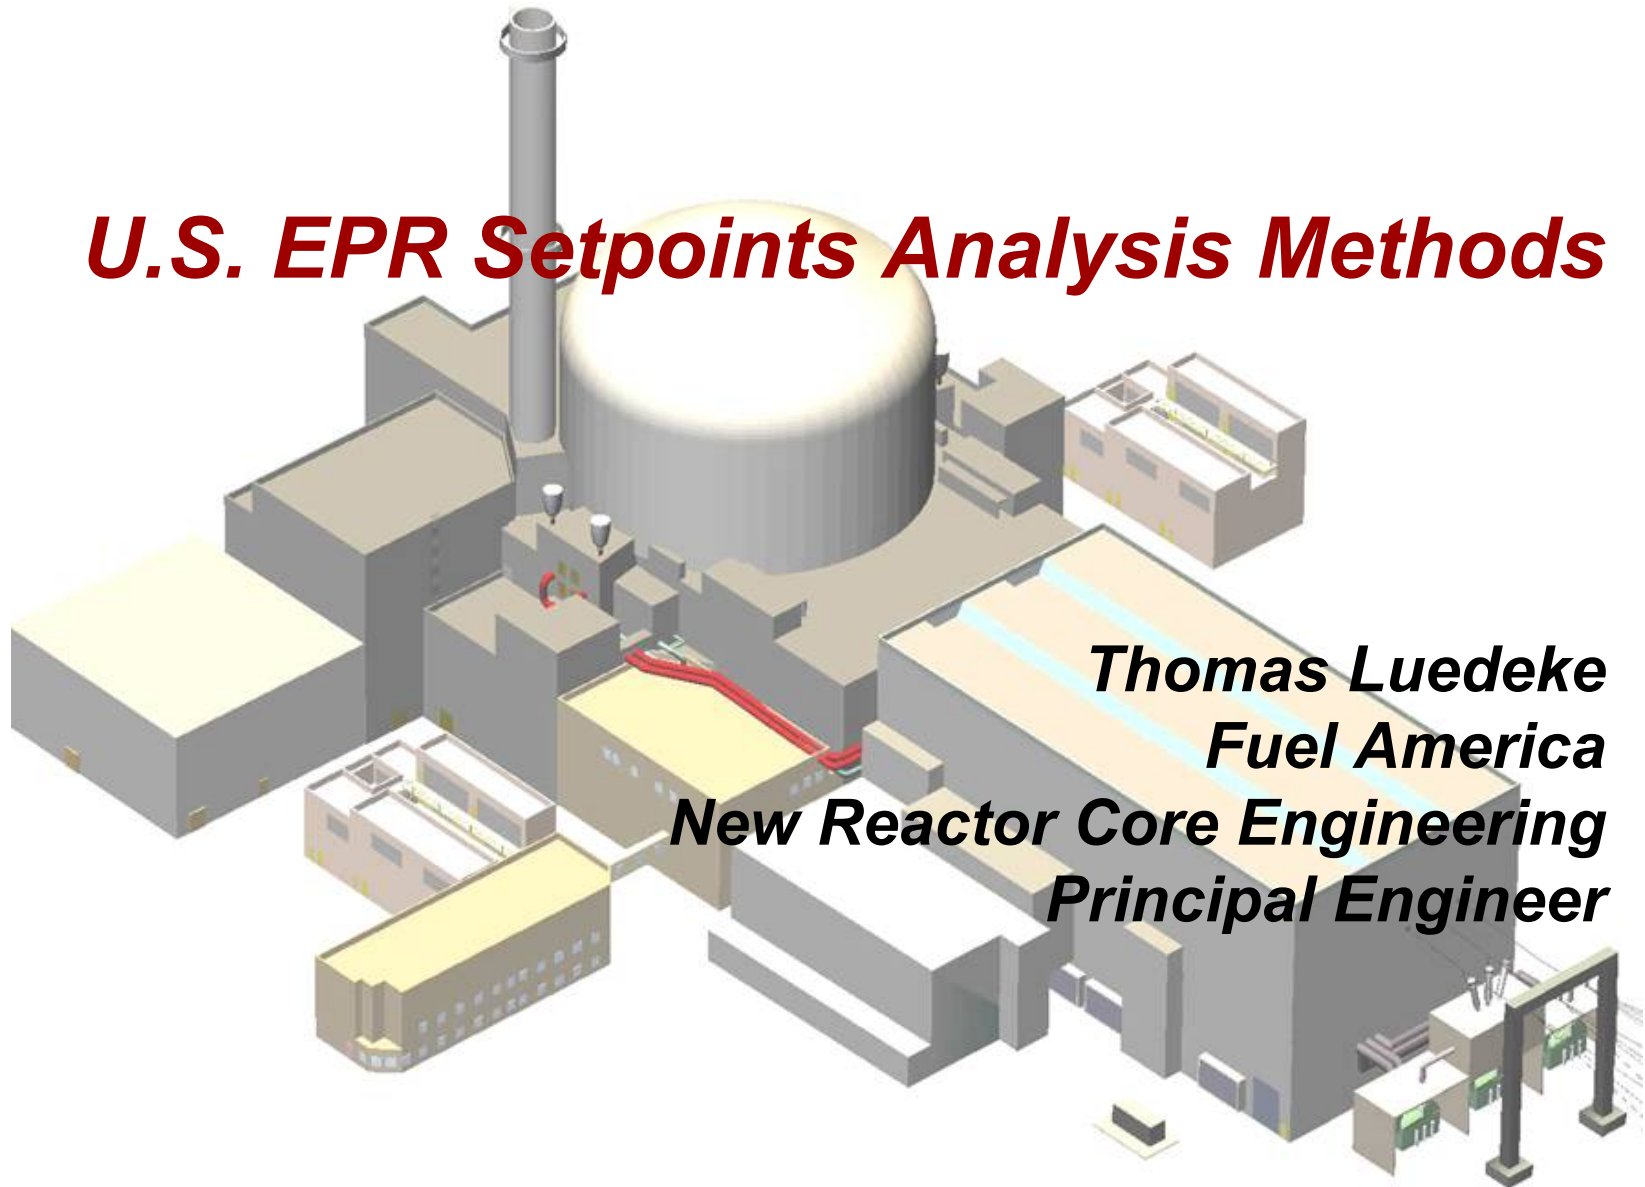 U.S. EPR Setpoints Analysis Methods
Thomas Luedeke
Fuel America
New Reactor Core Engineering
Principal Engineer